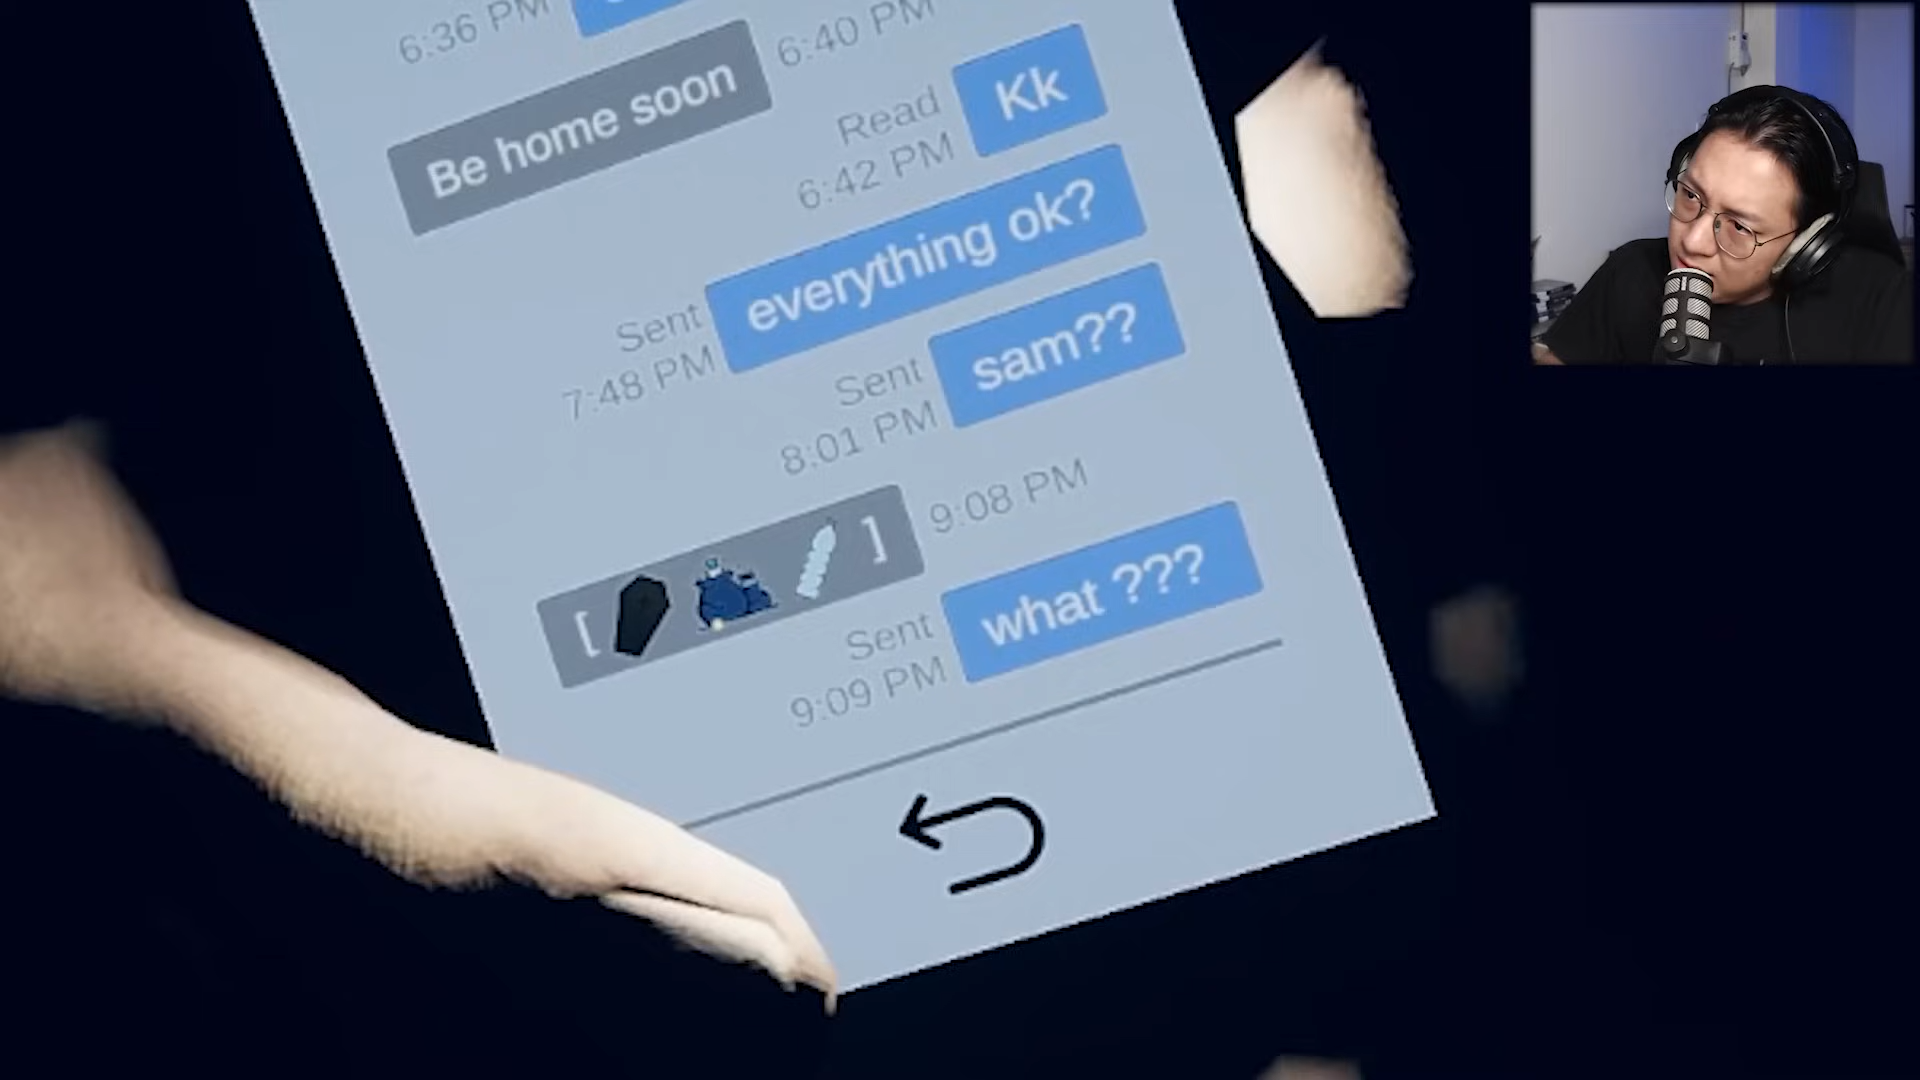 6:36 PM
6:40 PM
Be home soon
Read
6:42 PM
Kk
Sent
7:48 PM
everything ok?
Sent
8:01 PM
sam??
[ ]
9:08 PM
Sent
9:09 PM
what ???